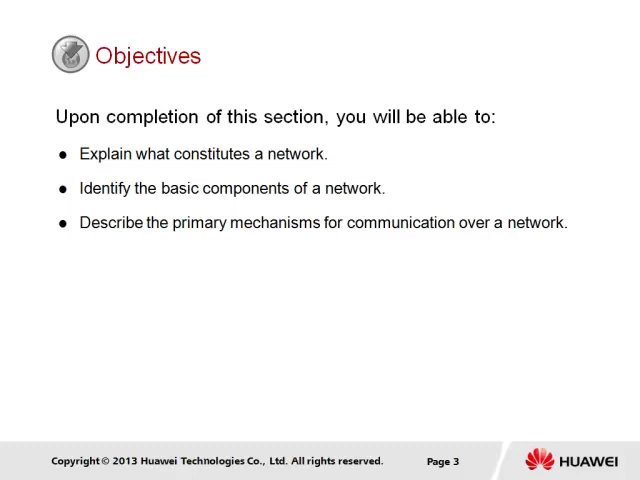 Objectives
Upon completion of this section, you will be able to:
● Explain what constitutes a network.
● Identify the basic components of a network.
● Describe the primary mechanisms for communication over a network.
Copyright © 2013 Huawei Technologies Co., Ltd. All rights reserved.
Page 3
HUAWEI